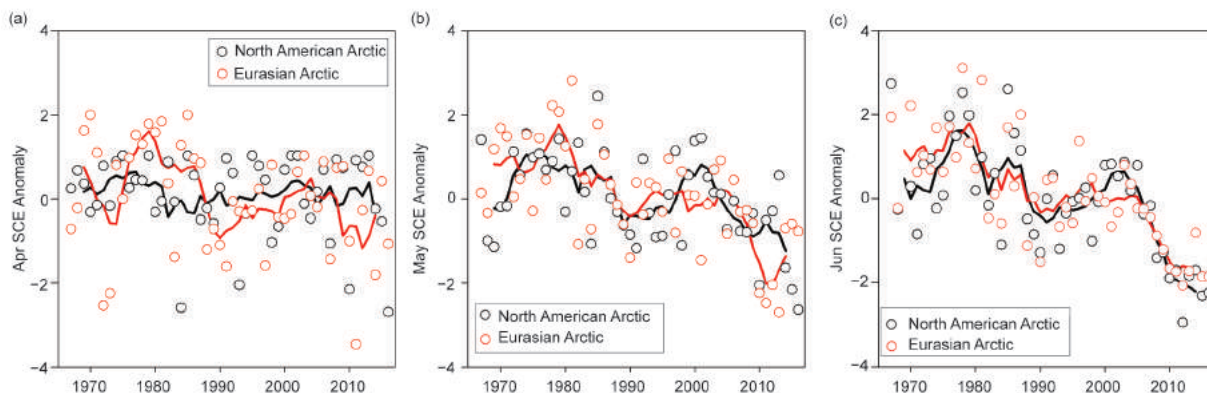 (a)
Apr SCE Anomaly
4
2
0
−2
−4
1970 1980 1990 2000 2010
North American Arctic
Eurasian Arctic
(b)
May SCE Anomaly
4
2
0
−2
−4
1970 1980 1990 2000 2010
North American Arctic
Eurasian Arctic
(c)
Jun SCE Anomaly
4
2
0
−2
−4
1970 1980 1990 2000 2010
North American Arctic
Eurasian Arctic